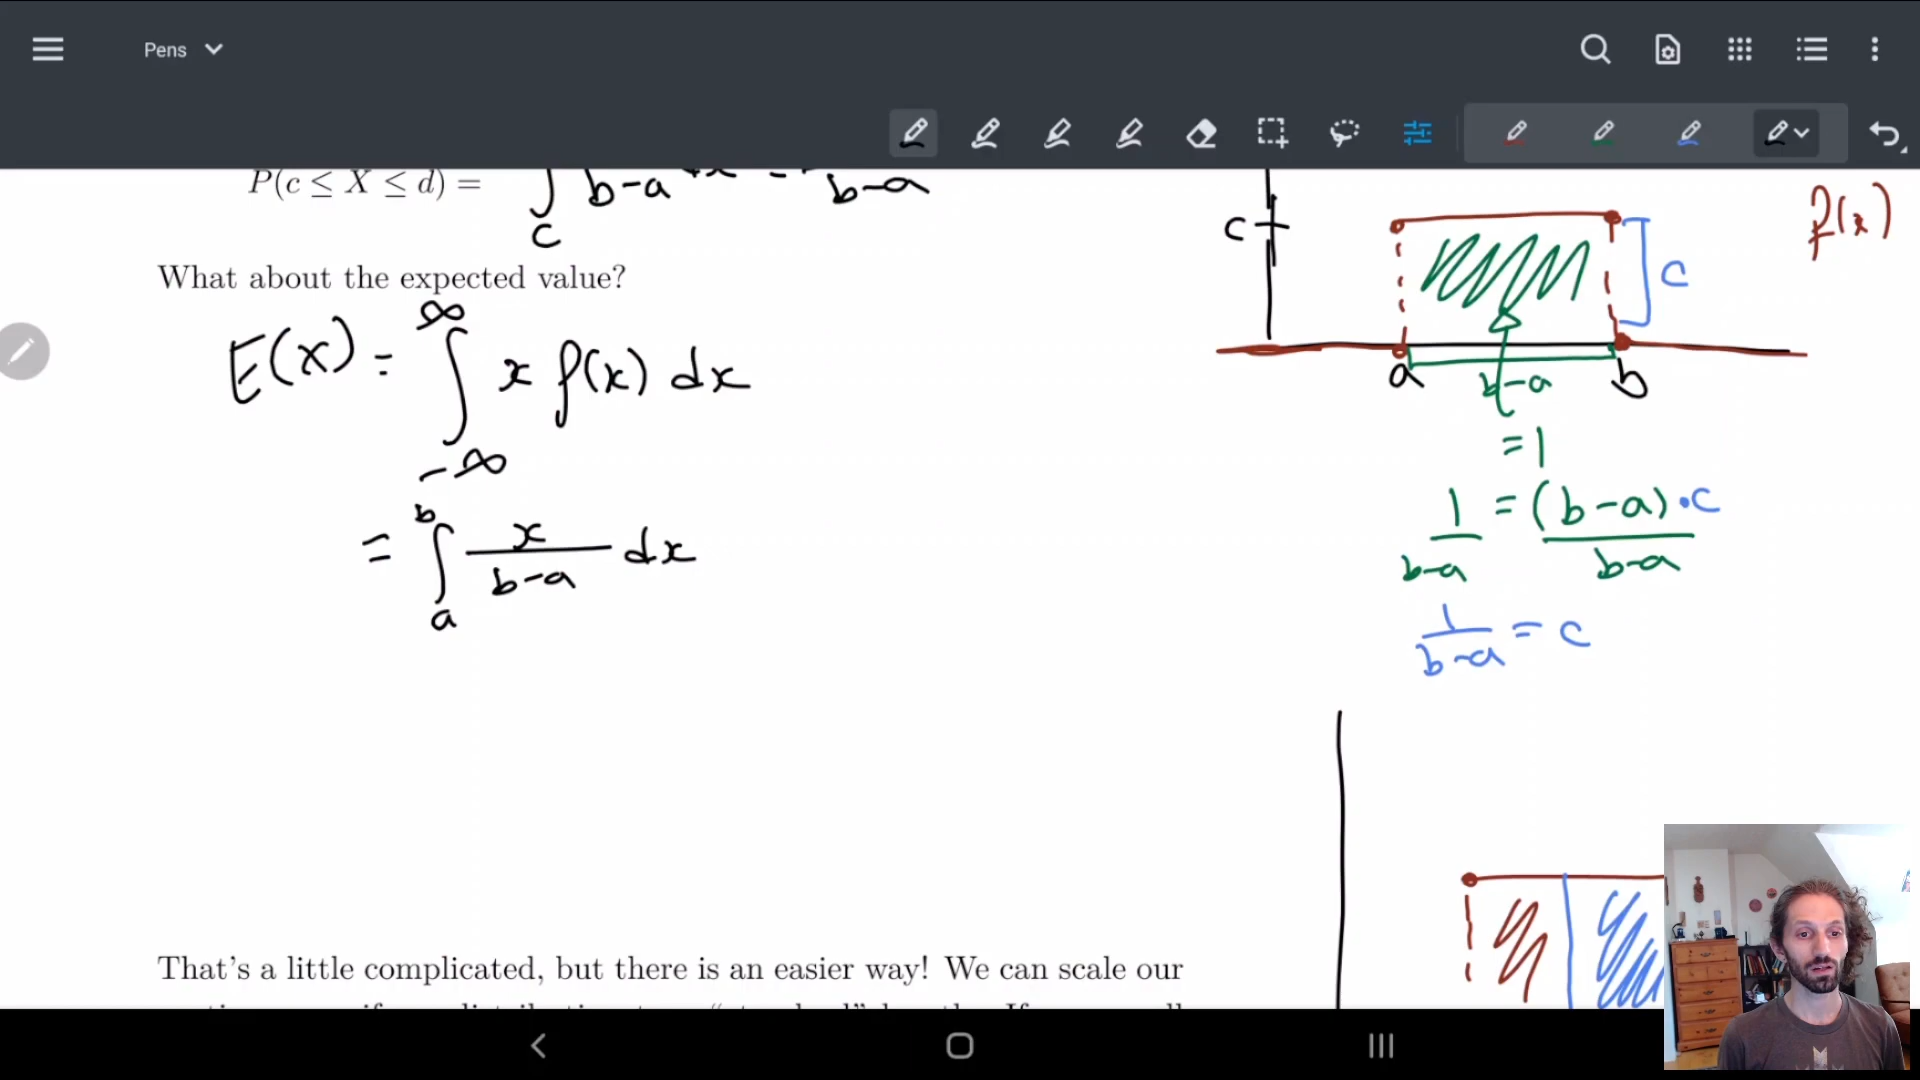 Pens
P(c ≤ X ≤ d) =
∫
c
b-a
b-a
What about the expected value?
E(x) = ∫_{-∞}^{∞} x f(x) dx
= ∫_{a}^{b} x/(b-a) dx
That's a little complicated, but there is an easier way! We can scale our
c
f(x)
c
a
b-a
b
= 1
1/(b-a) = (b-a)·c/(b-a)
1/(b-a) = c